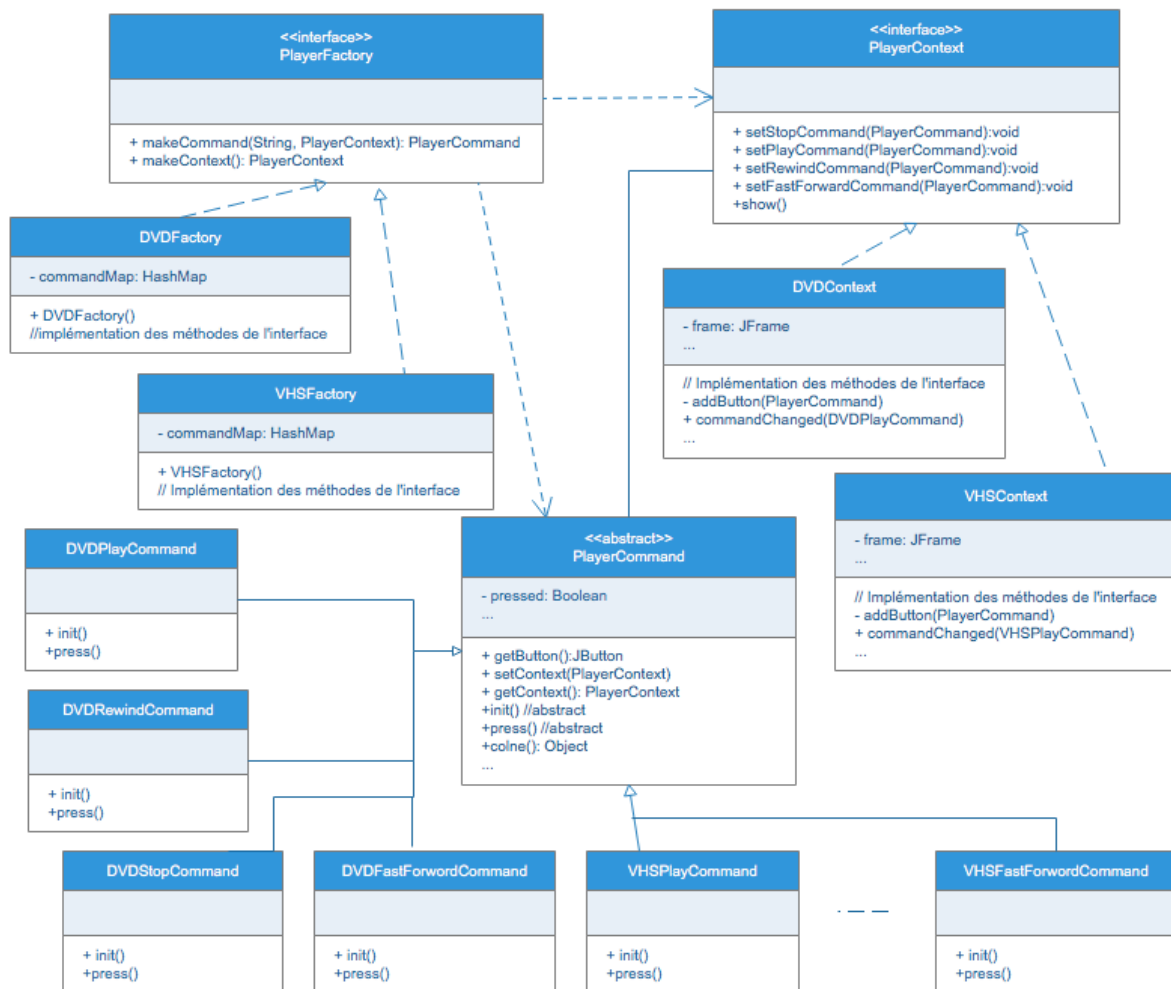 <<interface>>
PlayerFactory
+ makeCommand(String, PlayerContext): PlayerCommand
+ makeContext(): PlayerContext
<<interface>>
PlayerContext
+ setStopCommand(PlayerCommand):void
+ setPlayCommand(PlayerCommand):void
+ setRewindCommand(PlayerCommand):void
+ setFastForwardCommand(PlayerCommand):void
+show()
DVDFactory
- commandMap: HashMap
+ DVDFactory()
//implémentation des méthodes de l'interface
DVDContext
- frame: JFrame
...
// Implémentation des méthodes de l'interface
- addButton(PlayerCommand)
+ commandChanged(DVDPlayCommand)
...
VHSFactory
- commandMap: HashMap
+ VHSFactory()
// Implémentation des méthodes de l'interface
VHSContext
- frame: JFrame
...
// Implémentation des méthodes de l'interface
- addButton(PlayerCommand)
+ commandChanged(VHSPlayCommand)
...
<<abstract>>
PlayerCommand
- pressed: Boolean
...
+ getButton():JButton
+ setContext(PlayerContext)
+ getContext(): PlayerContext
+init() //abstract
+press() //abstract
+colne(): Object
...
DVDPlayCommand
+ init()
+press()
DVDRewindCommand
+ init()
+press()
DVDStopCommand
+ init()
+press()
DVDFastForwordCommand
+ init()
+press()
VHSPlayCommand
+ init()
+press()
VHSFastForwordCommand
+ init()
+press()